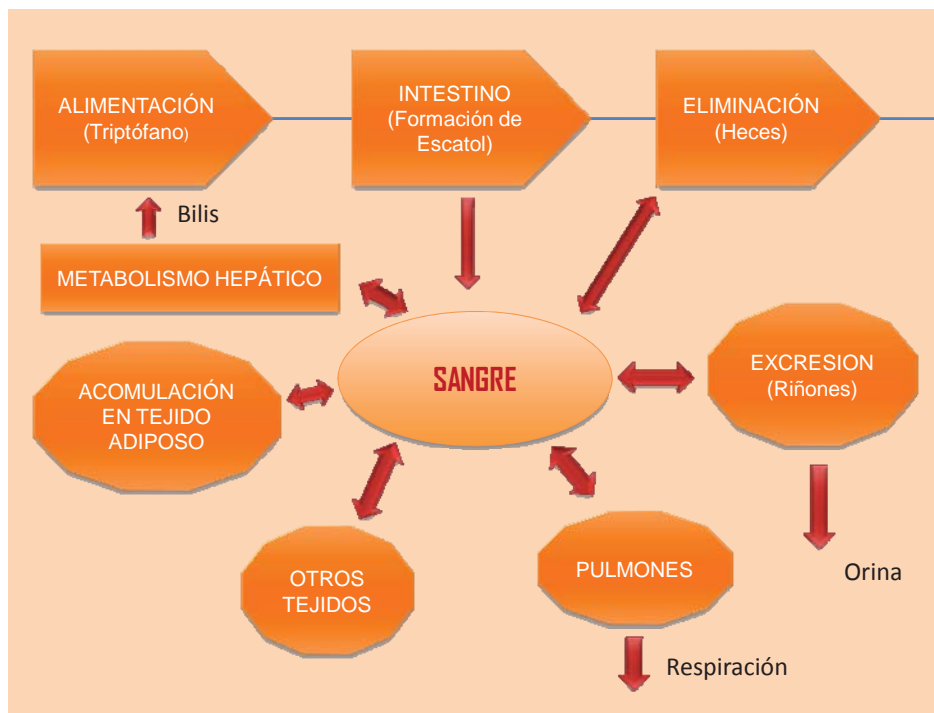 ALIMENTACIÓN
(Triptófano)
INTESTINO
(Formación de
Escatol)
ELIMINACIÓN
(Heces)
Bilis
METABOLISMO HEPÁTICO
SANGRE
EXCRESION
(Riñones)
ACOMULACIÓN
EN TEJIDO
ADIPOSO
OTROS
TEJIDOS
PULMONES
Orina
Respiración